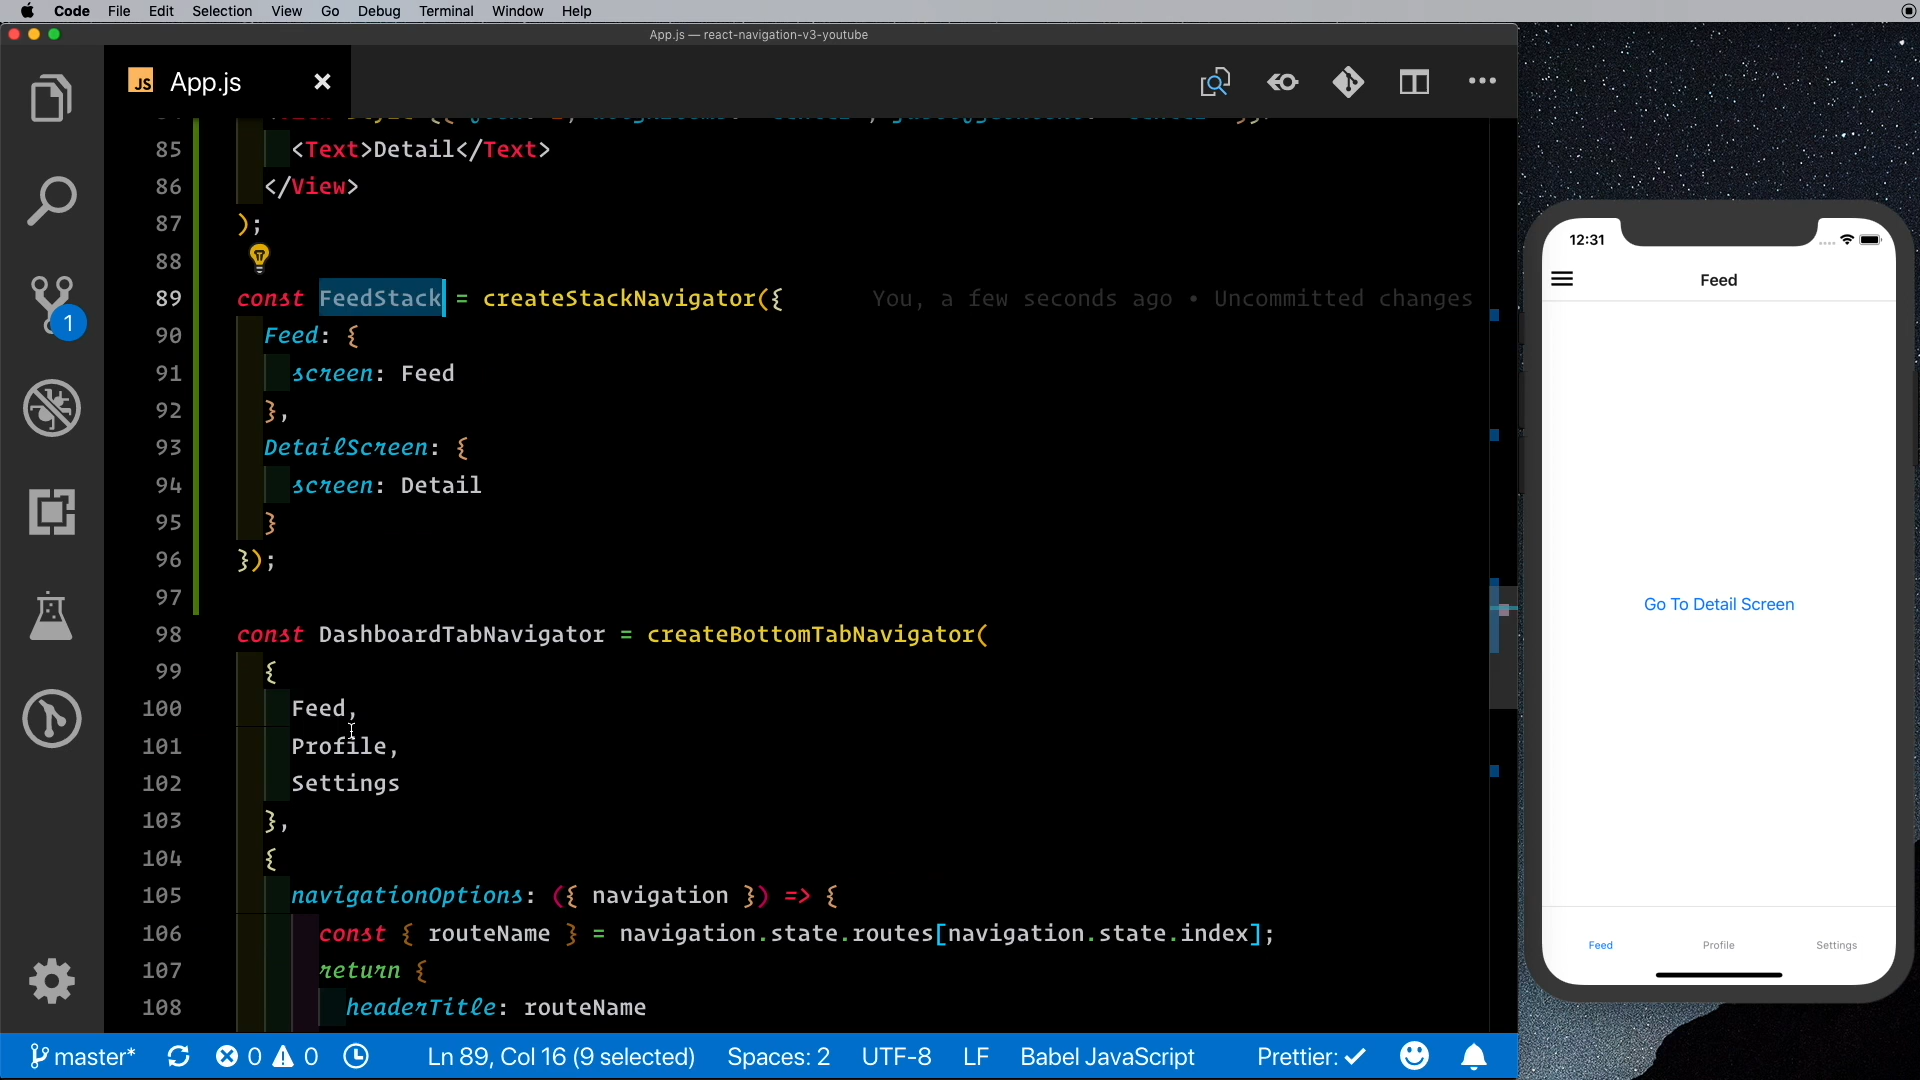 Code File Edit Selection View Go Debug Terminal Window Help
App.js — react-navigation-v3-youtube
JS App.js
85 <Text>Detail</Text>
86 </View>
87 );
88
89 const FeedStack = createStackNavigator({ You, a few seconds ago • Uncommitted changes
90 Feed: {
91 screen: Feed
92 },
93 DetailScreen: {
94 screen: Detail
95 }
96 });
97
98 const DashboardTabNavigator = createBottomTabNavigator(
99 {
100 Feed,
101 Profile,
102 Settings
103 },
104 {
105 navigationOptions: ({ navigation }) => {
106 const { routeName } = navigation.state.routes[navigation.state.index];
107 return {
108 headerTitle: routeName
1
master* 0 0 Ln 89, Col 16 (9 selected) Spaces: 2 UTF-8 LF Babel JavaScript Prettier: ✓
12:31
Feed
Go To Detail Screen
Feed Profile Settings